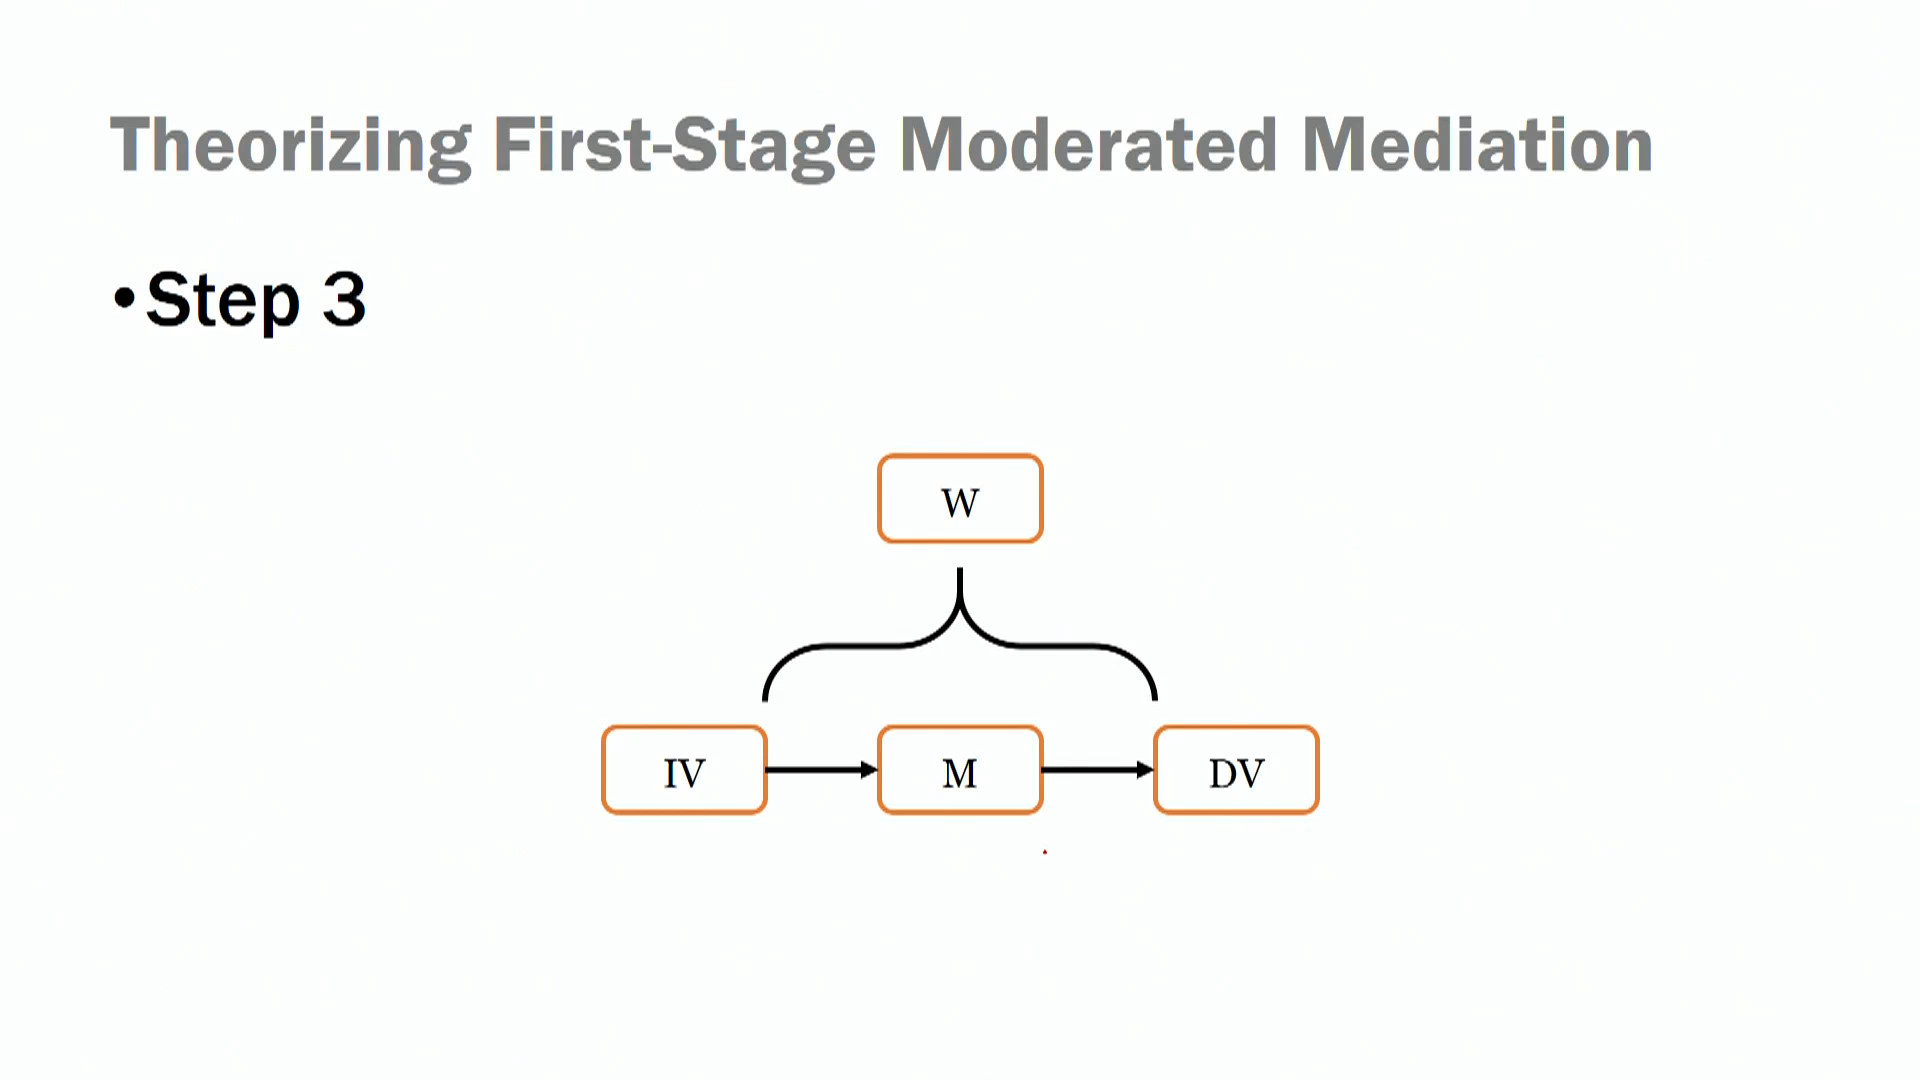 Theorizing First-Stage Moderated Mediation
•Step 3
W
IV
M
DV